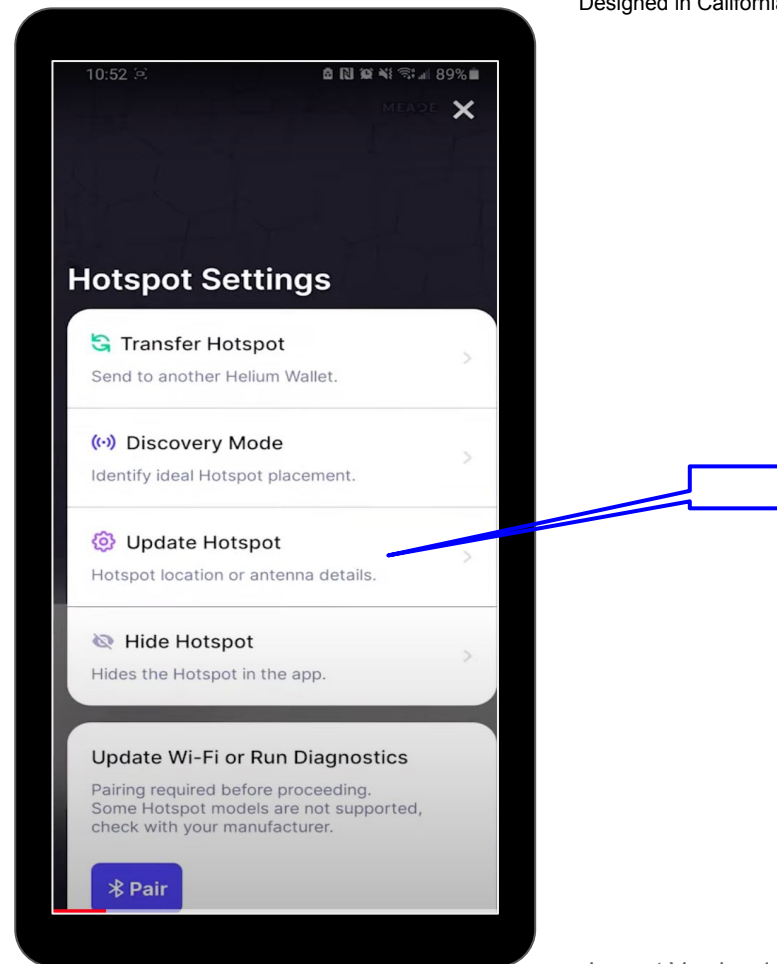 Designed in California
10:52 89%
MEADE
Hotspot Settings
Transfer Hotspot
Send to another Helium Wallet.
Discovery Mode
Identify ideal Hotspot placement.
Update Hotspot
Hotspot location or antenna details.
Hide Hotspot
Hides the Hotspot in the app.
Update Wi-Fi or Run Diagnostics
Pairing required before proceeding.
Some Hotspot models are not supported,
check with your manufacturer.
Pair